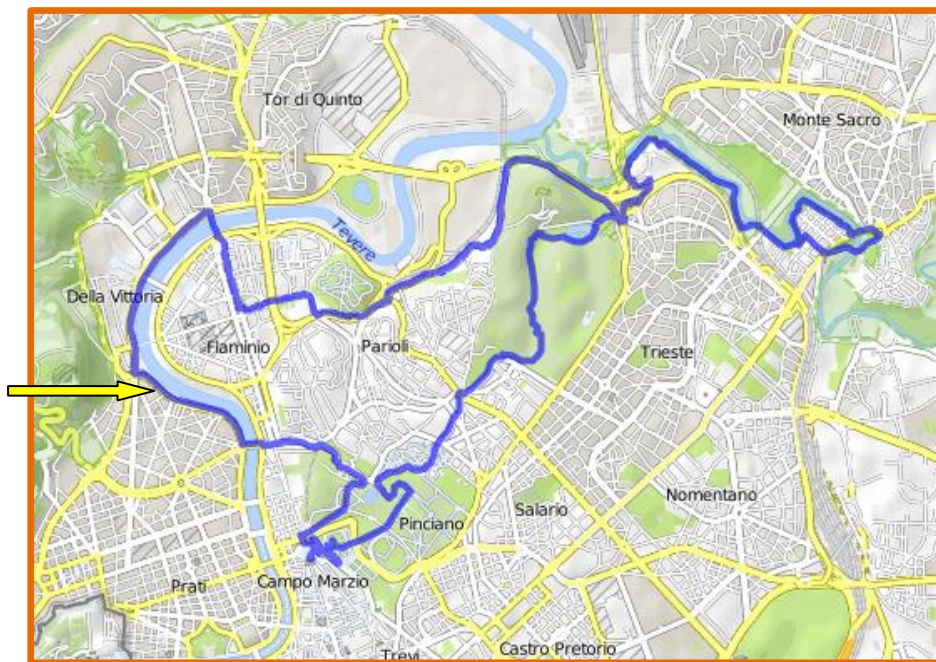 Tor di Quinto
Monte Sacro
Tevere
Della Vittoria
Flaminio
Parioli
Trieste
Nomentano
Salario
Pinciano
Campo Marzio
Prati
Castro Pretorio
Trevi